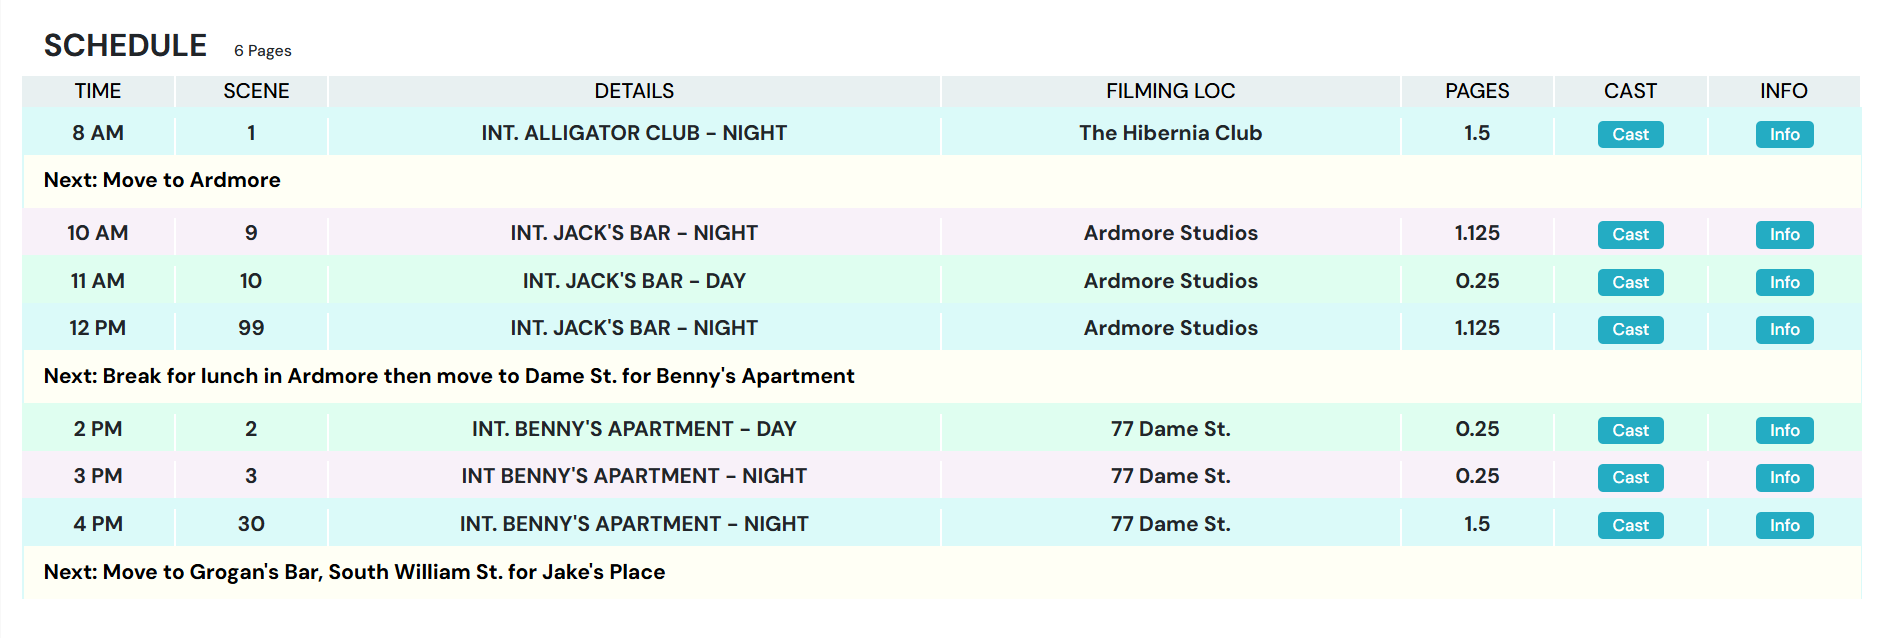 SCHEDULE 6 Pages
TIME SCENE DETAILS FILMING LOC PAGES CAST INFO
8 AM 1 INT. ALLIGATOR CLUB - NIGHT The Hibernia Club 1.5 Cast Info
Next: Move to Ardmore
10 AM 9 INT. JACK'S BAR - NIGHT Ardmore Studios 1.125 Cast Info
11 AM 10 INT. JACK'S BAR - DAY Ardmore Studios 0.25 Cast Info
12 PM 99 INT. JACK'S BAR - NIGHT Ardmore Studios 1.125 Cast Info
Next: Break for lunch in Ardmore then move to Dame St. for Benny's Apartment
2 PM 2 INT. BENNY'S APARTMENT - DAY 77 Dame St. 0.25 Cast Info
3 PM 3 INT BENNY'S APARTMENT - NIGHT 77 Dame St. 0.25 Cast Info
4 PM 30 INT. BENNY'S APARTMENT - NIGHT 77 Dame St. 1.5 Cast Info
Next: Move to Grogan's Bar, South William St. for Jake's Place